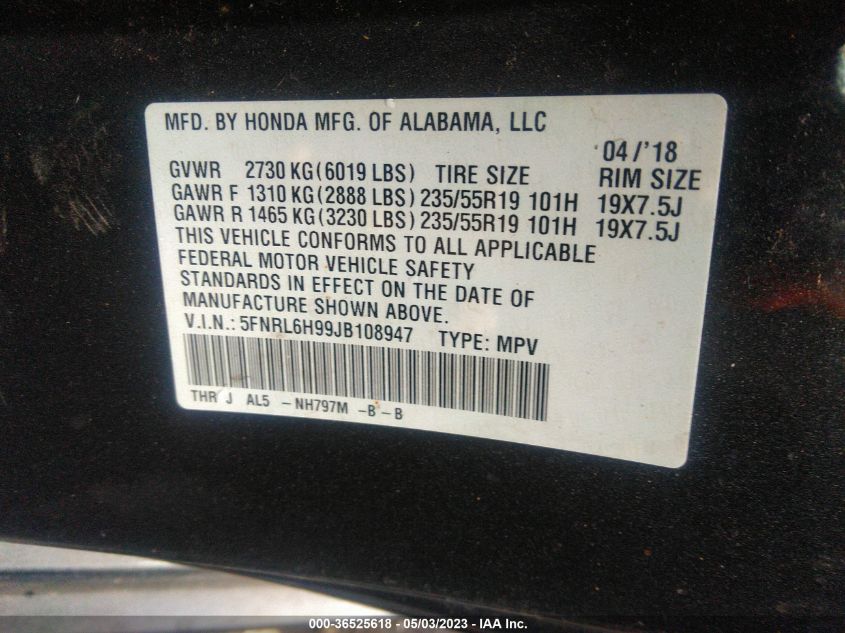 MFD. BY HONDA MFG. OF ALABAMA, LLC
04/'18
GVWR 2730 KG(6019 LBS) TIRE SIZE RIM SIZE
GAWR F 1310 KG(2888 LBS) 235/55R19 101H 19X7.5J
GAWR R 1465 KG(3230 LBS) 235/55R19 101H 19X7.5J
THIS VEHICLE CONFORMS TO ALL APPLICABLE
FEDERAL MOTOR VEHICLE SAFETY
STANDARDS IN EFFECT ON THE DATE OF
MANUFACTURE SHOWN ABOVE.
V.I.N.: 5FNRL6H99JB108947 TYPE: MPV
THR J AL5 -NH797M -B-B
000-36525618 - 05/03/2023 - IAA Inc.